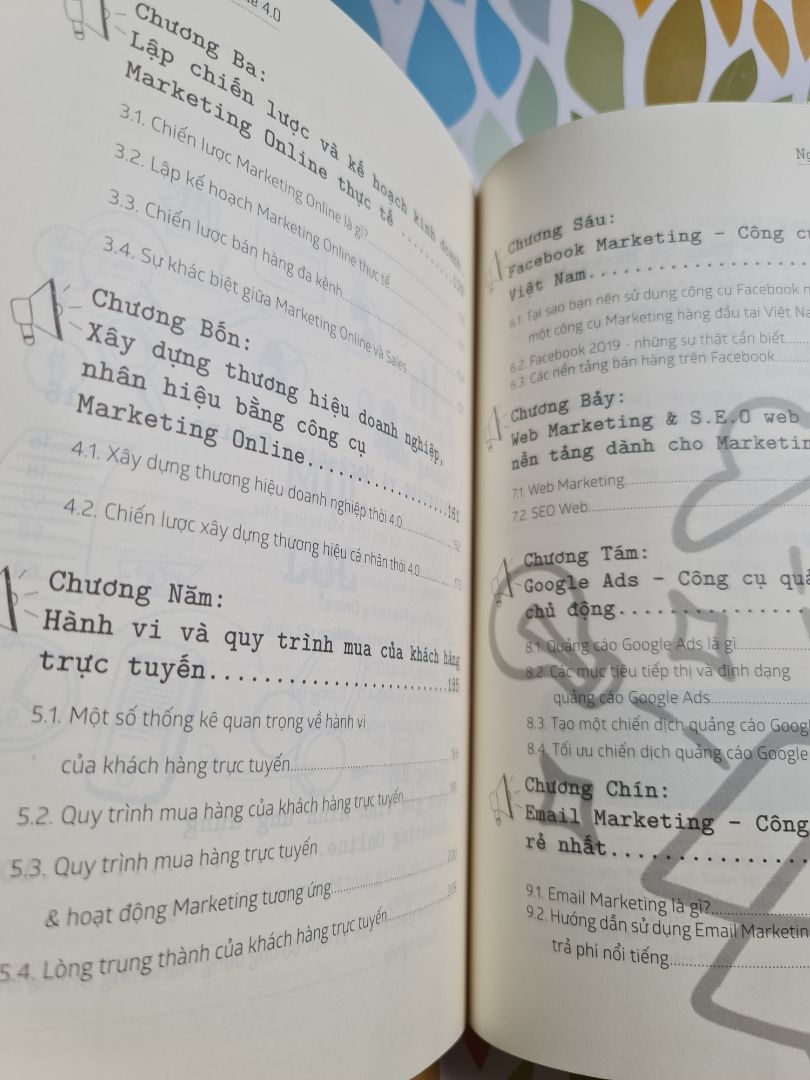 4.0
Chương Ba:
Lập chiến lược và kế hoạch kinh doanh,
Marketing Online thực tế ..........125
3.1. Chiến lược Marketing Online là gì?
3.2. Lập kế hoạch Marketing Online thực tế
3.3. Chiến lược bán hàng đa kênh
3.4. Sự khác biệt giữa Marketing Online và Sales
Chương Bốn:
Xây dựng thương hiệu doanh nghiệp,
nhân hiệu bằng công cụ
Marketing Online...................161
4.1. Xây dựng thương hiệu doanh nghiệp thời 4.0
4.2. Chiến lược xây dựng thương hiệu cá nhân thời 4.0
Chương Năm:
Hành vi và quy trình mua của khách hàng
trực tuyến.........................185
5.1. Một số thống kê quan trọng về hành vi
của khách hàng trực tuyến
5.2. Quy trình mua hàng của khách hàng trực tuyến
5.3. Quy trình mua hàng trực tuyến
& hoạt động Marketing tương ứng 200
5.4. Lòng trung thành của khách hàng trực tuyến
Chương Sáu:
Facebook Marketing – Công
Việt Nam....................
6.1. Tại sao bạn nên sử dụng công cụ Facebook
một công cụ Marketing hàng đầu tại Việt
6.2. Facebook 2019 - những sự thật cần biết
6.3. Các nền tảng bán hàng trên Facebook
Chương Bảy:
Web Marketing & S.E.O web
nền tảng dành cho
7.1. Web Marketing
7.2. SEO Web
Chương Tám:
Google Ads – Công cụ
chủ động................
8.1. Quảng cáo Google Ads là gì
8.2. Các mục tiêu tiếp thị và định dạng
quảng cáo Google Ads
8.3. Tạo một chiến dịch quảng cáo
8.4. Tối ưu chiến dịch quảng cáo Google
Chương Chín:
Email Marketing – Công
rẻ nhất.................
9.1. Email Marketing là gì?
9.2. Hướng dẫn sử dụng Email
trả phí nổi tiếng